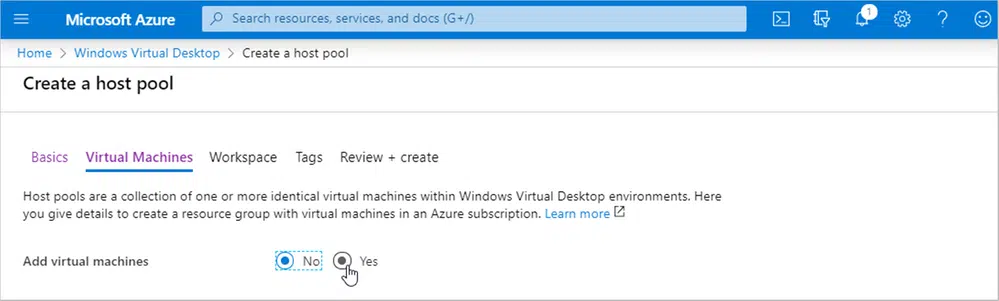 Microsoft Azure
Search resources, services, and docs (G+/)
1
Home > Windows Virtual Desktop > Create a host pool
Create a host pool
Basics Virtual Machines Workspace Tags Review + create
Host pools are a collection of one or more identical virtual machines within Windows Virtual Desktop environments. Here
you give details to create a resource group with virtual machines in an Azure subscription. Learn more
Add virtual machines No Yes